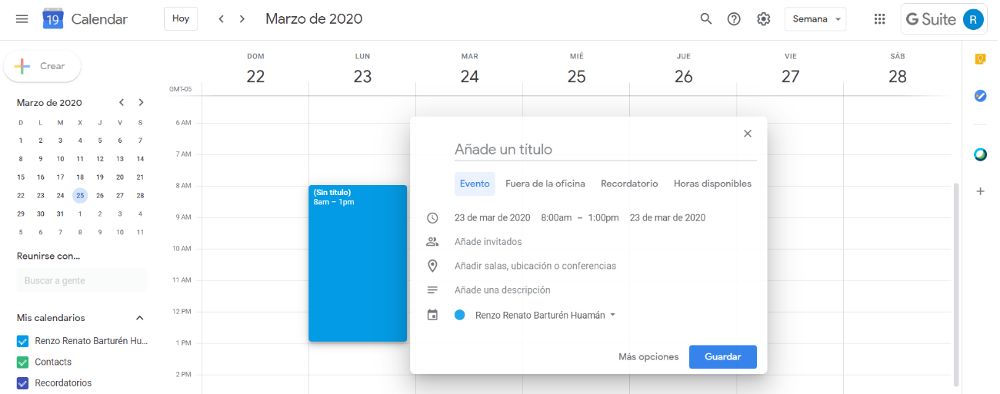 19 Calendar Hoy Marzo de 2020 Semana G Suite R
Crear
Marzo de 2020
D L M X J V S
1 2 3 4 5 6 7
8 9 10 11 12 13 14
15 16 17 18 19 20 21
22 23 24 25 26 27 28
29 30 31 1 2 3 4
5 6 7 8 9 10 11
Reunirse con...
Buscar a gente
Mis calendarios
Renzo Renato Barturén Hu...
Contacts
Recordatorios
DOM LUN MAR MIÉ JUE VIE SÁB
22 23 24 25 26 27 28
GMT-05
6 AM
7 AM
8 AM
9 AM
10 AM
11 AM
12 PM
1 PM
2 PM
(Sin título)
8am – 1pm
Añade un título
Evento Fuera de la oficina Recordatorio Horas disponibles
23 de mar de 2020 8:00am – 1:00pm 23 de mar de 2020
Añade invitados
Añadir salas, ubicación o conferencias
Añade una descripción
Renzo Renato Barturén Huamán
Más opciones Guardar